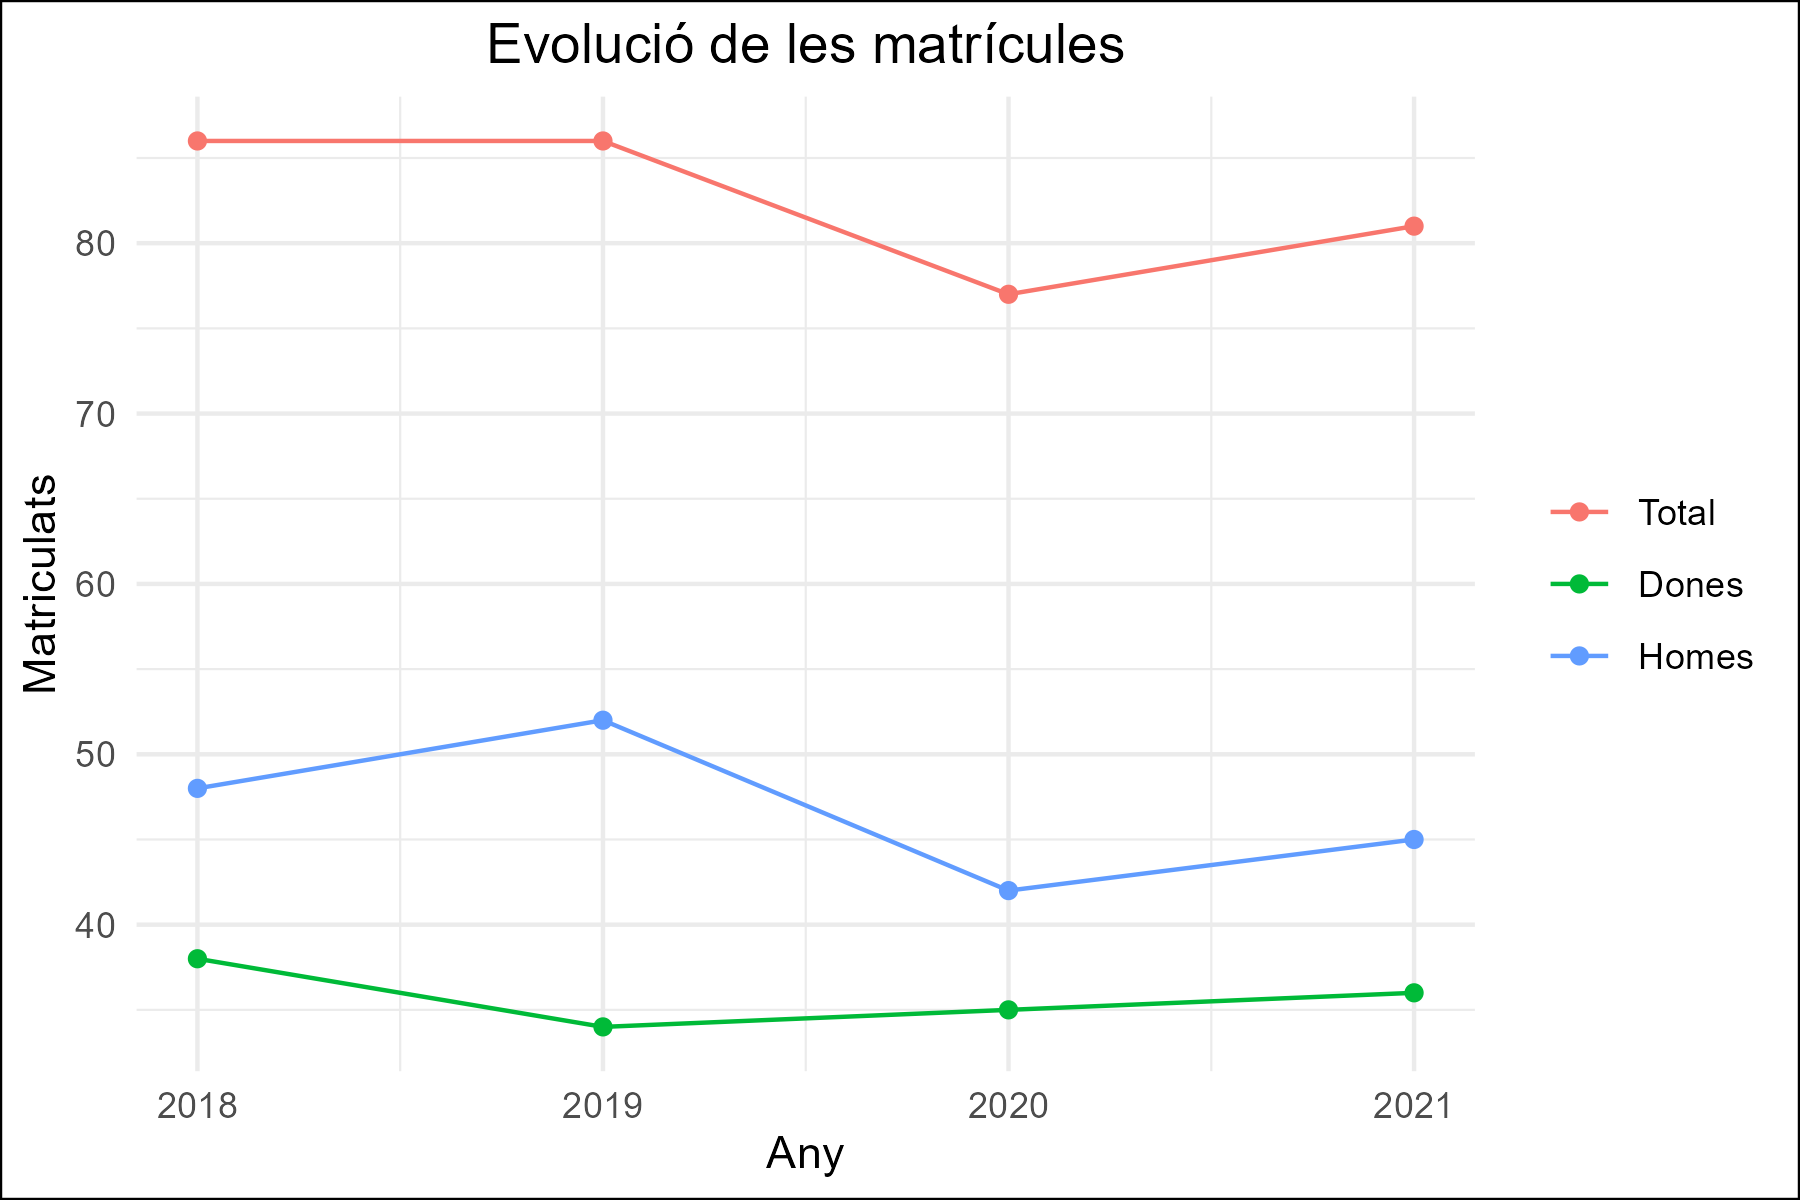 Evolució de les matrícules
Matriculats
80
70
60
50
40
2018 2019 2020 2021
Any
Total
Dones
Homes